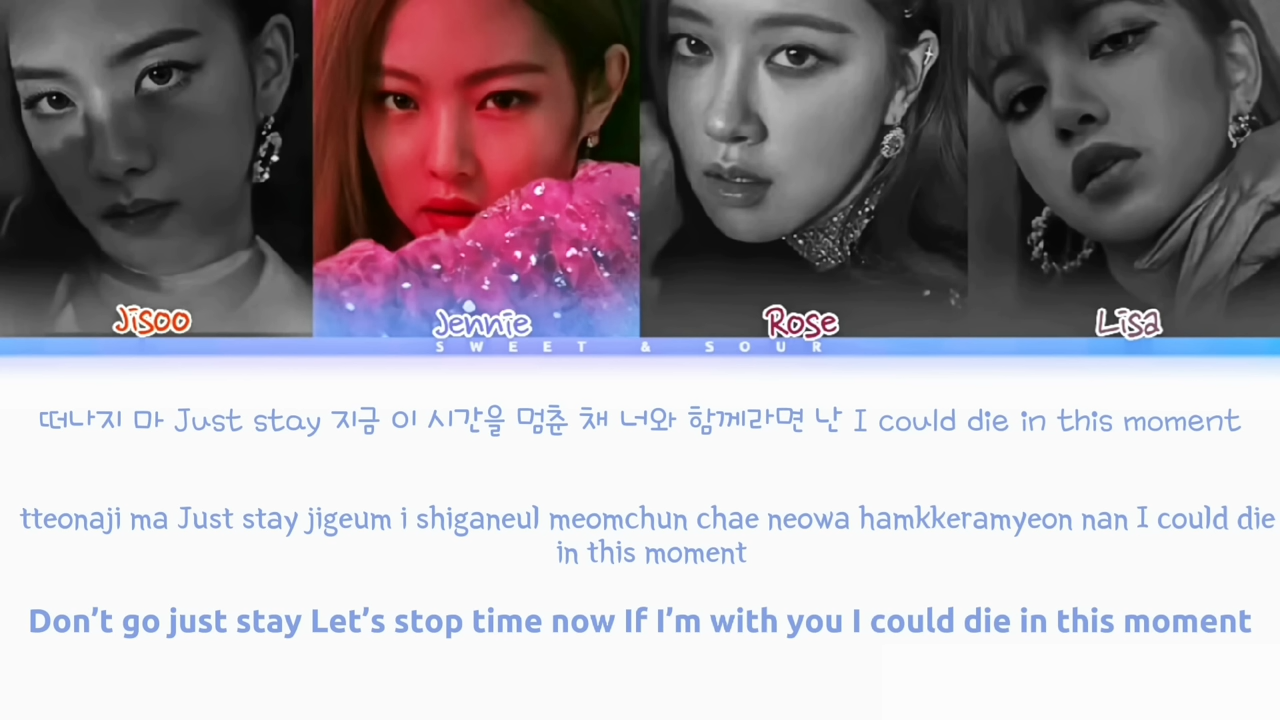 Jisoo
Jennie
Rose
Lisa
SWEET & SOUR
떠나지 마 Just stay 지금 이 시간을 멈춘 채 너와 함께라면 난 I could die in this moment
tteonaji ma Just stay jigeum i shiganeul meomchun chae neowa hamkkeramyeon nan I could die
in this moment
Don’t go just stay Let’s stop time now If I’m with you I could die in this moment